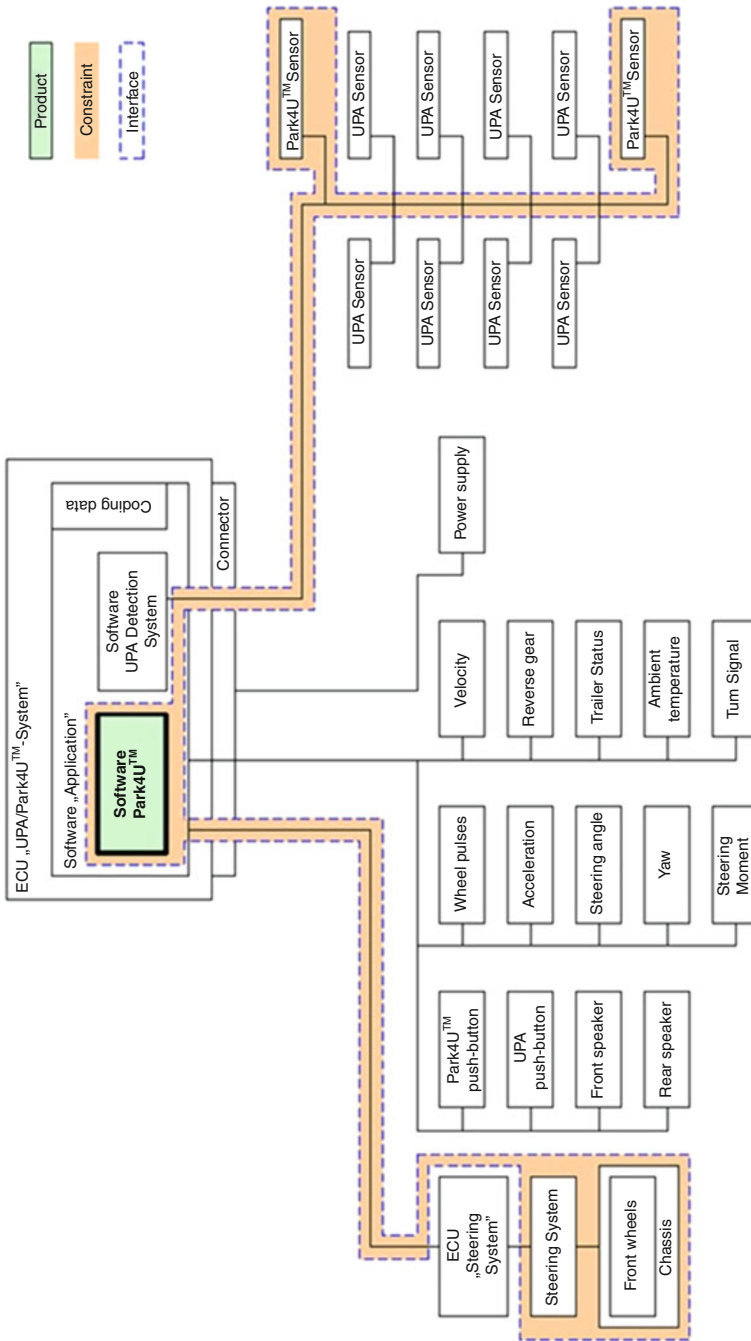 Product
Constraint
Interface
ECU „UPA/Park4U™-System”
Software „Application”
Software
Park4U™
Software
UPA Detection
System
Coding data
Connector
Power supply
Park4U™ Sensor
UPA Sensor
UPA Sensor
UPA Sensor
UPA Sensor
UPA Sensor
UPA Sensor
UPA Sensor
UPA Sensor
Park4U™ Sensor
ECU
„Steering
System”
Steering System
Front wheels
Chassis
Park4U™
push-button
UPA
push-button
Front speaker
Rear speaker
Wheel pulses
Acceleration
Steering angle
Yaw
Steering
Moment
Velocity
Reverse gear
Trailer Status
Ambient
temperature
Turn Signal